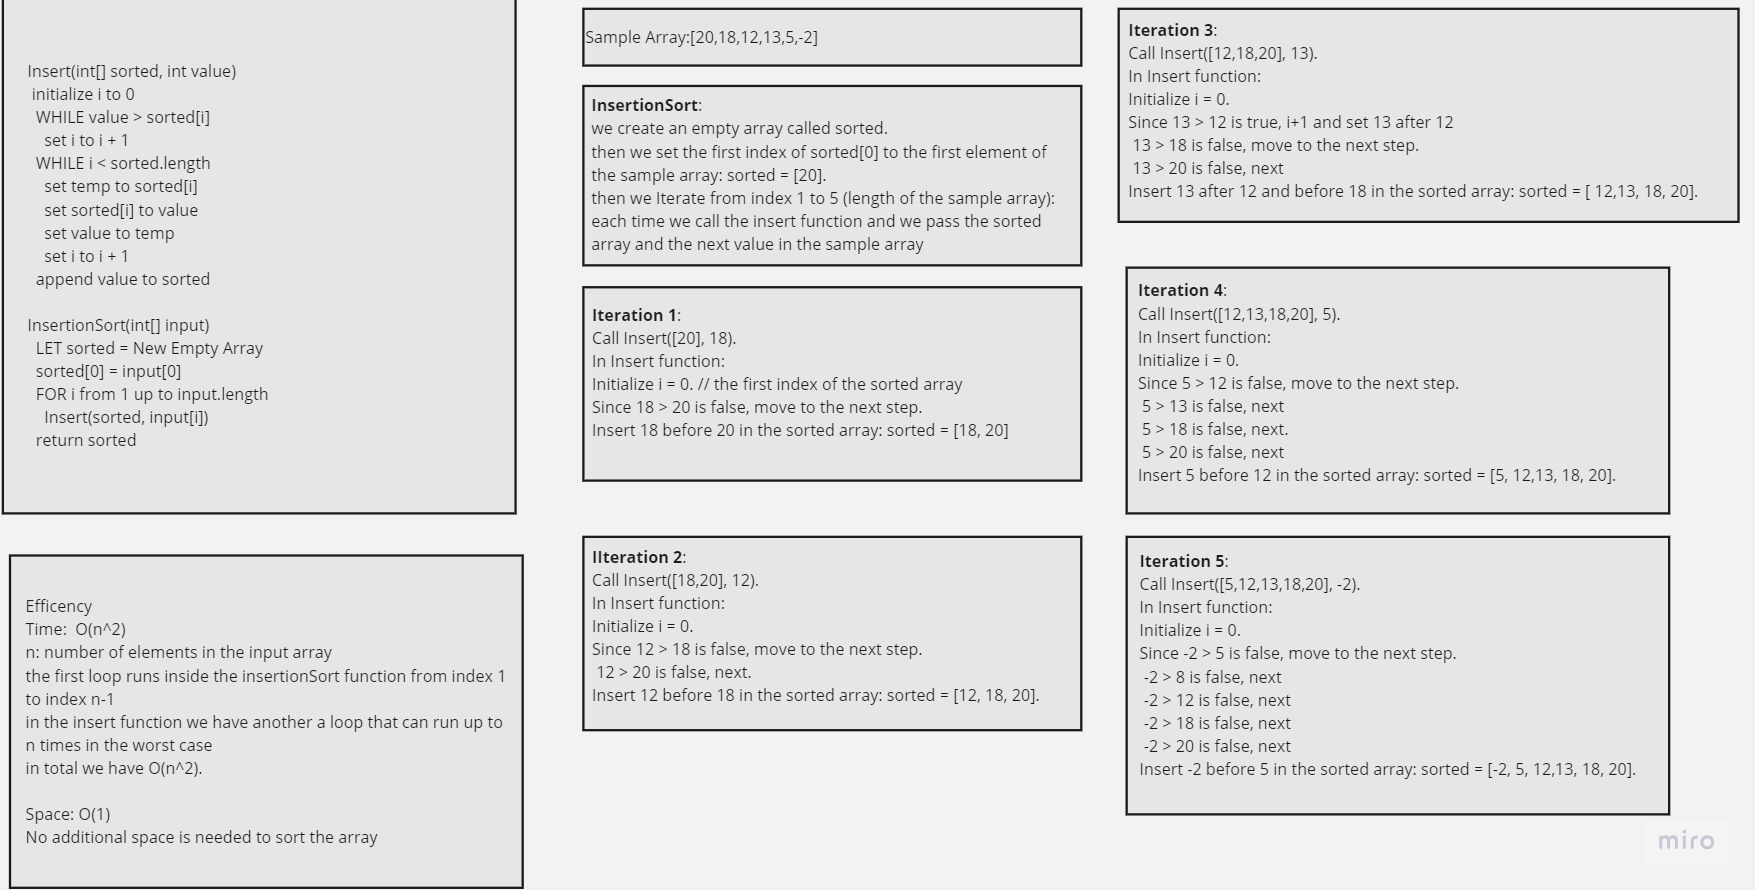 Insert(int[] sorted, int value)
initialize i to 0
WHILE value > sorted[i]
set i to i + 1
WHILE i < sorted.length
set temp to sorted[i]
set sorted[i] to value
set value to temp
set i to i + 1
append value to sorted
InsertionSort(int[] input)
LET sorted = New Empty Array
sorted[0] = input[0]
FOR i from 1 up to input.length
Insert(sorted, input[i])
return sorted
Efficency
Time:  O(n^2)
n: number of elements in the input array
the first loop runs inside the insertionSort function from index 1
to index n-1
in the insert function we have another a loop that can run up to
n times in the worst case
in total we have O(n^2).
Space: O(1)
No additional space is needed to sort the array
Sample Array:[20,18,12,13,5,-2]
InsertionSort:
we create an empty array called sorted.
then we set the first index of sorted[0] to the first element of
the sample array: sorted = [20].
then we Iterate from index 1 to 5 (length of the sample array):
each time we call the insert function and we pass the sorted
array and the next value in the sample array
Iteration 1:
Call Insert([20], 18).
In Insert function:
Initialize i = 0. // the first index of the sorted array
Since 18 > 20 is false, move to the next step.
Insert 18 before 20 in the sorted array: sorted = [18, 20]
IIteration 2:
Call Insert([18,20], 12).
In Insert function:
Initialize i = 0.
Since 12 > 18 is false, move to the next step.
12 > 20 is false, next.
Insert 12 before 18 in the sorted array: sorted = [12, 18, 20].
Iteration 3:
Call Insert([12,18,20], 13).
In Insert function:
Initialize i = 0.
Since 13 > 12 is true, i+1 and set 13 after 12
13 > 18 is false, move to the next step.
13 > 20 is false, next
Insert 13 after 12 and before 18 in the sorted array: sorted = [ 12,13, 18, 20].
Iteration 4:
Call Insert([12,13,18,20], 5).
In Insert function:
Initialize i = 0.
Since 5 > 12 is false, move to the next step.
5 > 13 is false, next
5 > 18 is false, next.
5 > 20 is false, next
Insert 5 before 12 in the sorted array: sorted = [5, 12,13, 18, 20].
Iteration 5:
Call Insert([5,12,13,18,20], -2).
In Insert function:
Initialize i = 0.
Since -2 > 5 is false, move to the next step.
-2 > 8 is false, next
-2 > 12 is false, next
-2 > 18 is false, next
-2 > 20 is false, next
Insert -2 before 5 in the sorted array: sorted = [-2, 5, 12,13, 18, 20].
miro